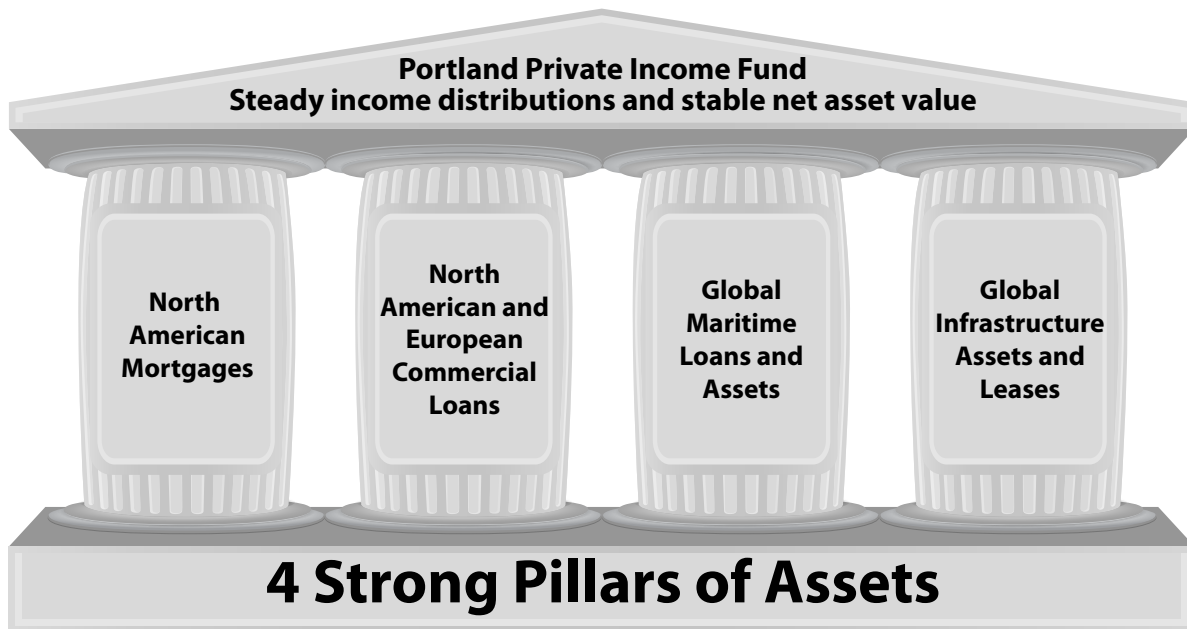 Portland Private Income Fund
Steady income distributions and stable net asset value
North
American
Mortgages
North
American and
European
Commercial
Loans
Global
Maritime
Loans and
Assets
Global
Infrastructure
Assets and
Leases
4 Strong Pillars of Assets